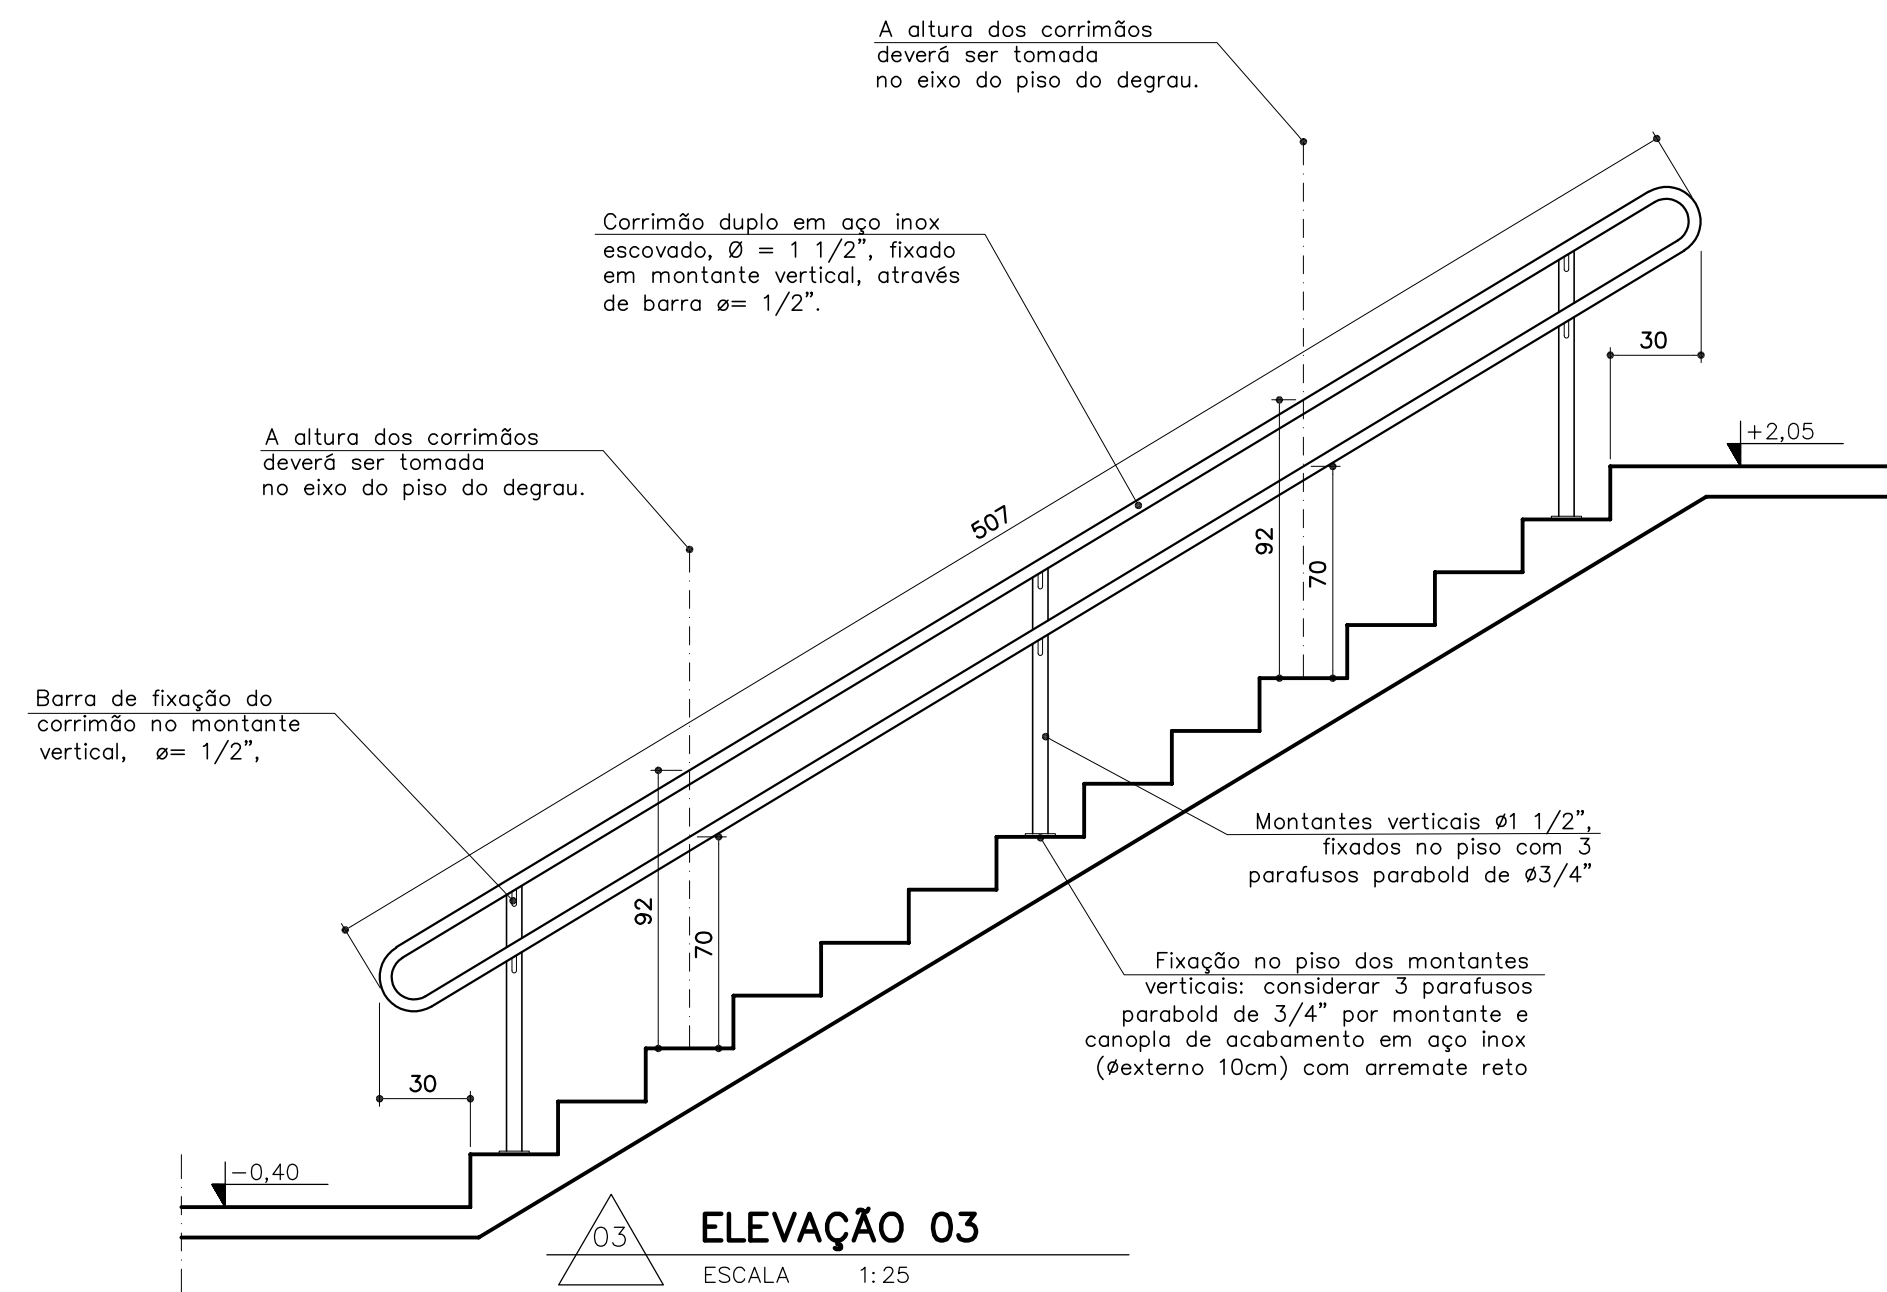 A altura dos corrimãos
deverá ser tomada
no eixo do piso do degrau.
Corrimão duplo em aço inox
escovado, Ø = 1 1/2”, fixado
em montante vertical, através
de barra ø= 1/2”.
30
+2,05
A altura dos corrimãos
deverá ser tomada
no eixo do piso do degrau.
507
92
70
Barra de fixação do
corrimão no montante
vertical, ø= 1/2”,
Montantes verticais ø1 1/2”,
fixados no piso com 3
parafusos parabold de ø3/4”
92
70
Fixação no piso dos montantes
verticais: considerar 3 parafusos
parabold de 3/4” por montante e
canopla de acabamento em aço inox
(øexterno 10cm) com arremate reto
30
−0,40
03
ELEVAÇÃO 03
ESCALA 1:25